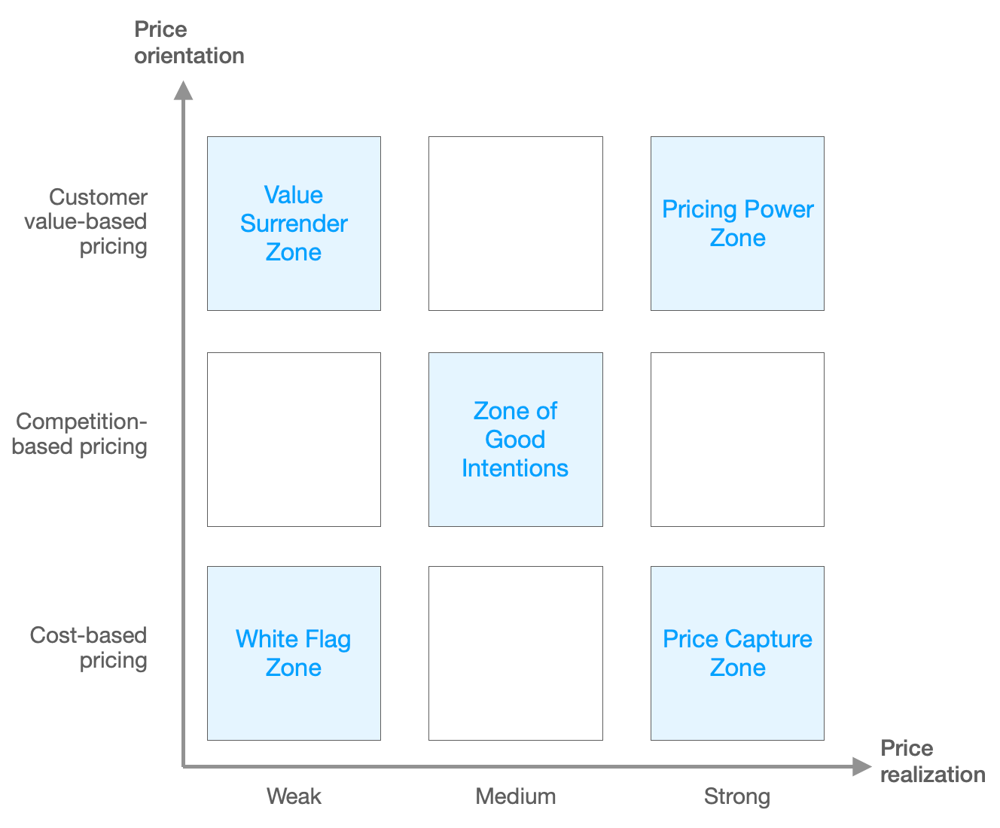 Price
orientation
Customer
value-based
pricing
Value
Surrender
Zone
Pricing Power
Zone
Competition-
based pricing
Zone of
Good
Intentions
Cost-based
pricing
White Flag
Zone
Price Capture
Zone
Price
realization
Weak
Medium
Strong